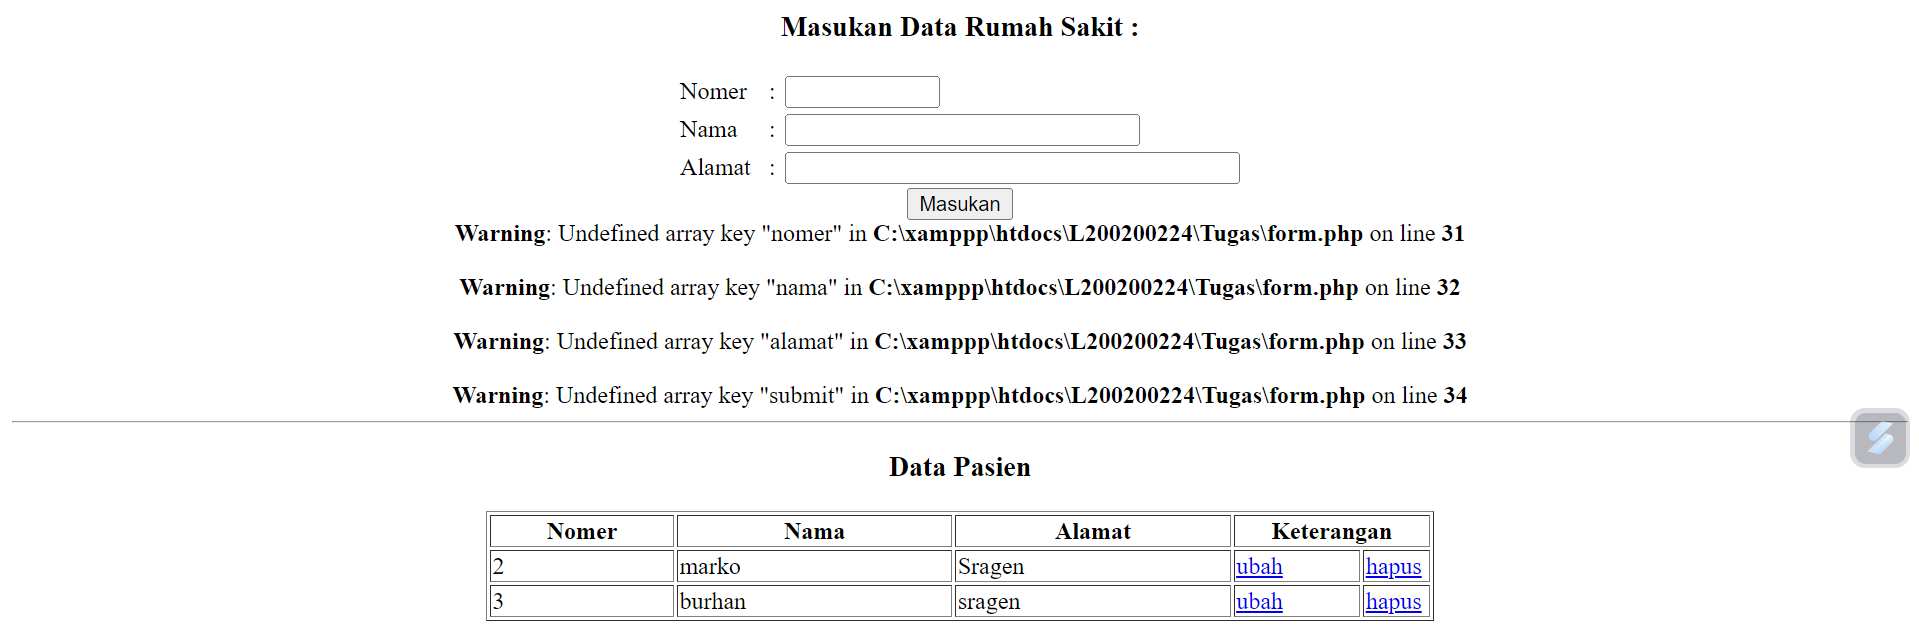 Masukan Data Rumah Sakit :
Nomer :
Nama :
Alamat :
Masukan
Warning: Undefined array key "nomer" in C:\xamppp\htdocs\L200200224\Tugas\form.php on line 31
Warning: Undefined array key "nama" in C:\xamppp\htdocs\L200200224\Tugas\form.php on line 32
Warning: Undefined array key "alamat" in C:\xamppp\htdocs\L200200224\Tugas\form.php on line 33
Warning: Undefined array key "submit" in C:\xamppp\htdocs\L200200224\Tugas\form.php on line 34
Data Pasien
Nomer Nama Alamat Keterangan
2 marko Sragen ubah hapus
3 burhan sragen ubah hapus